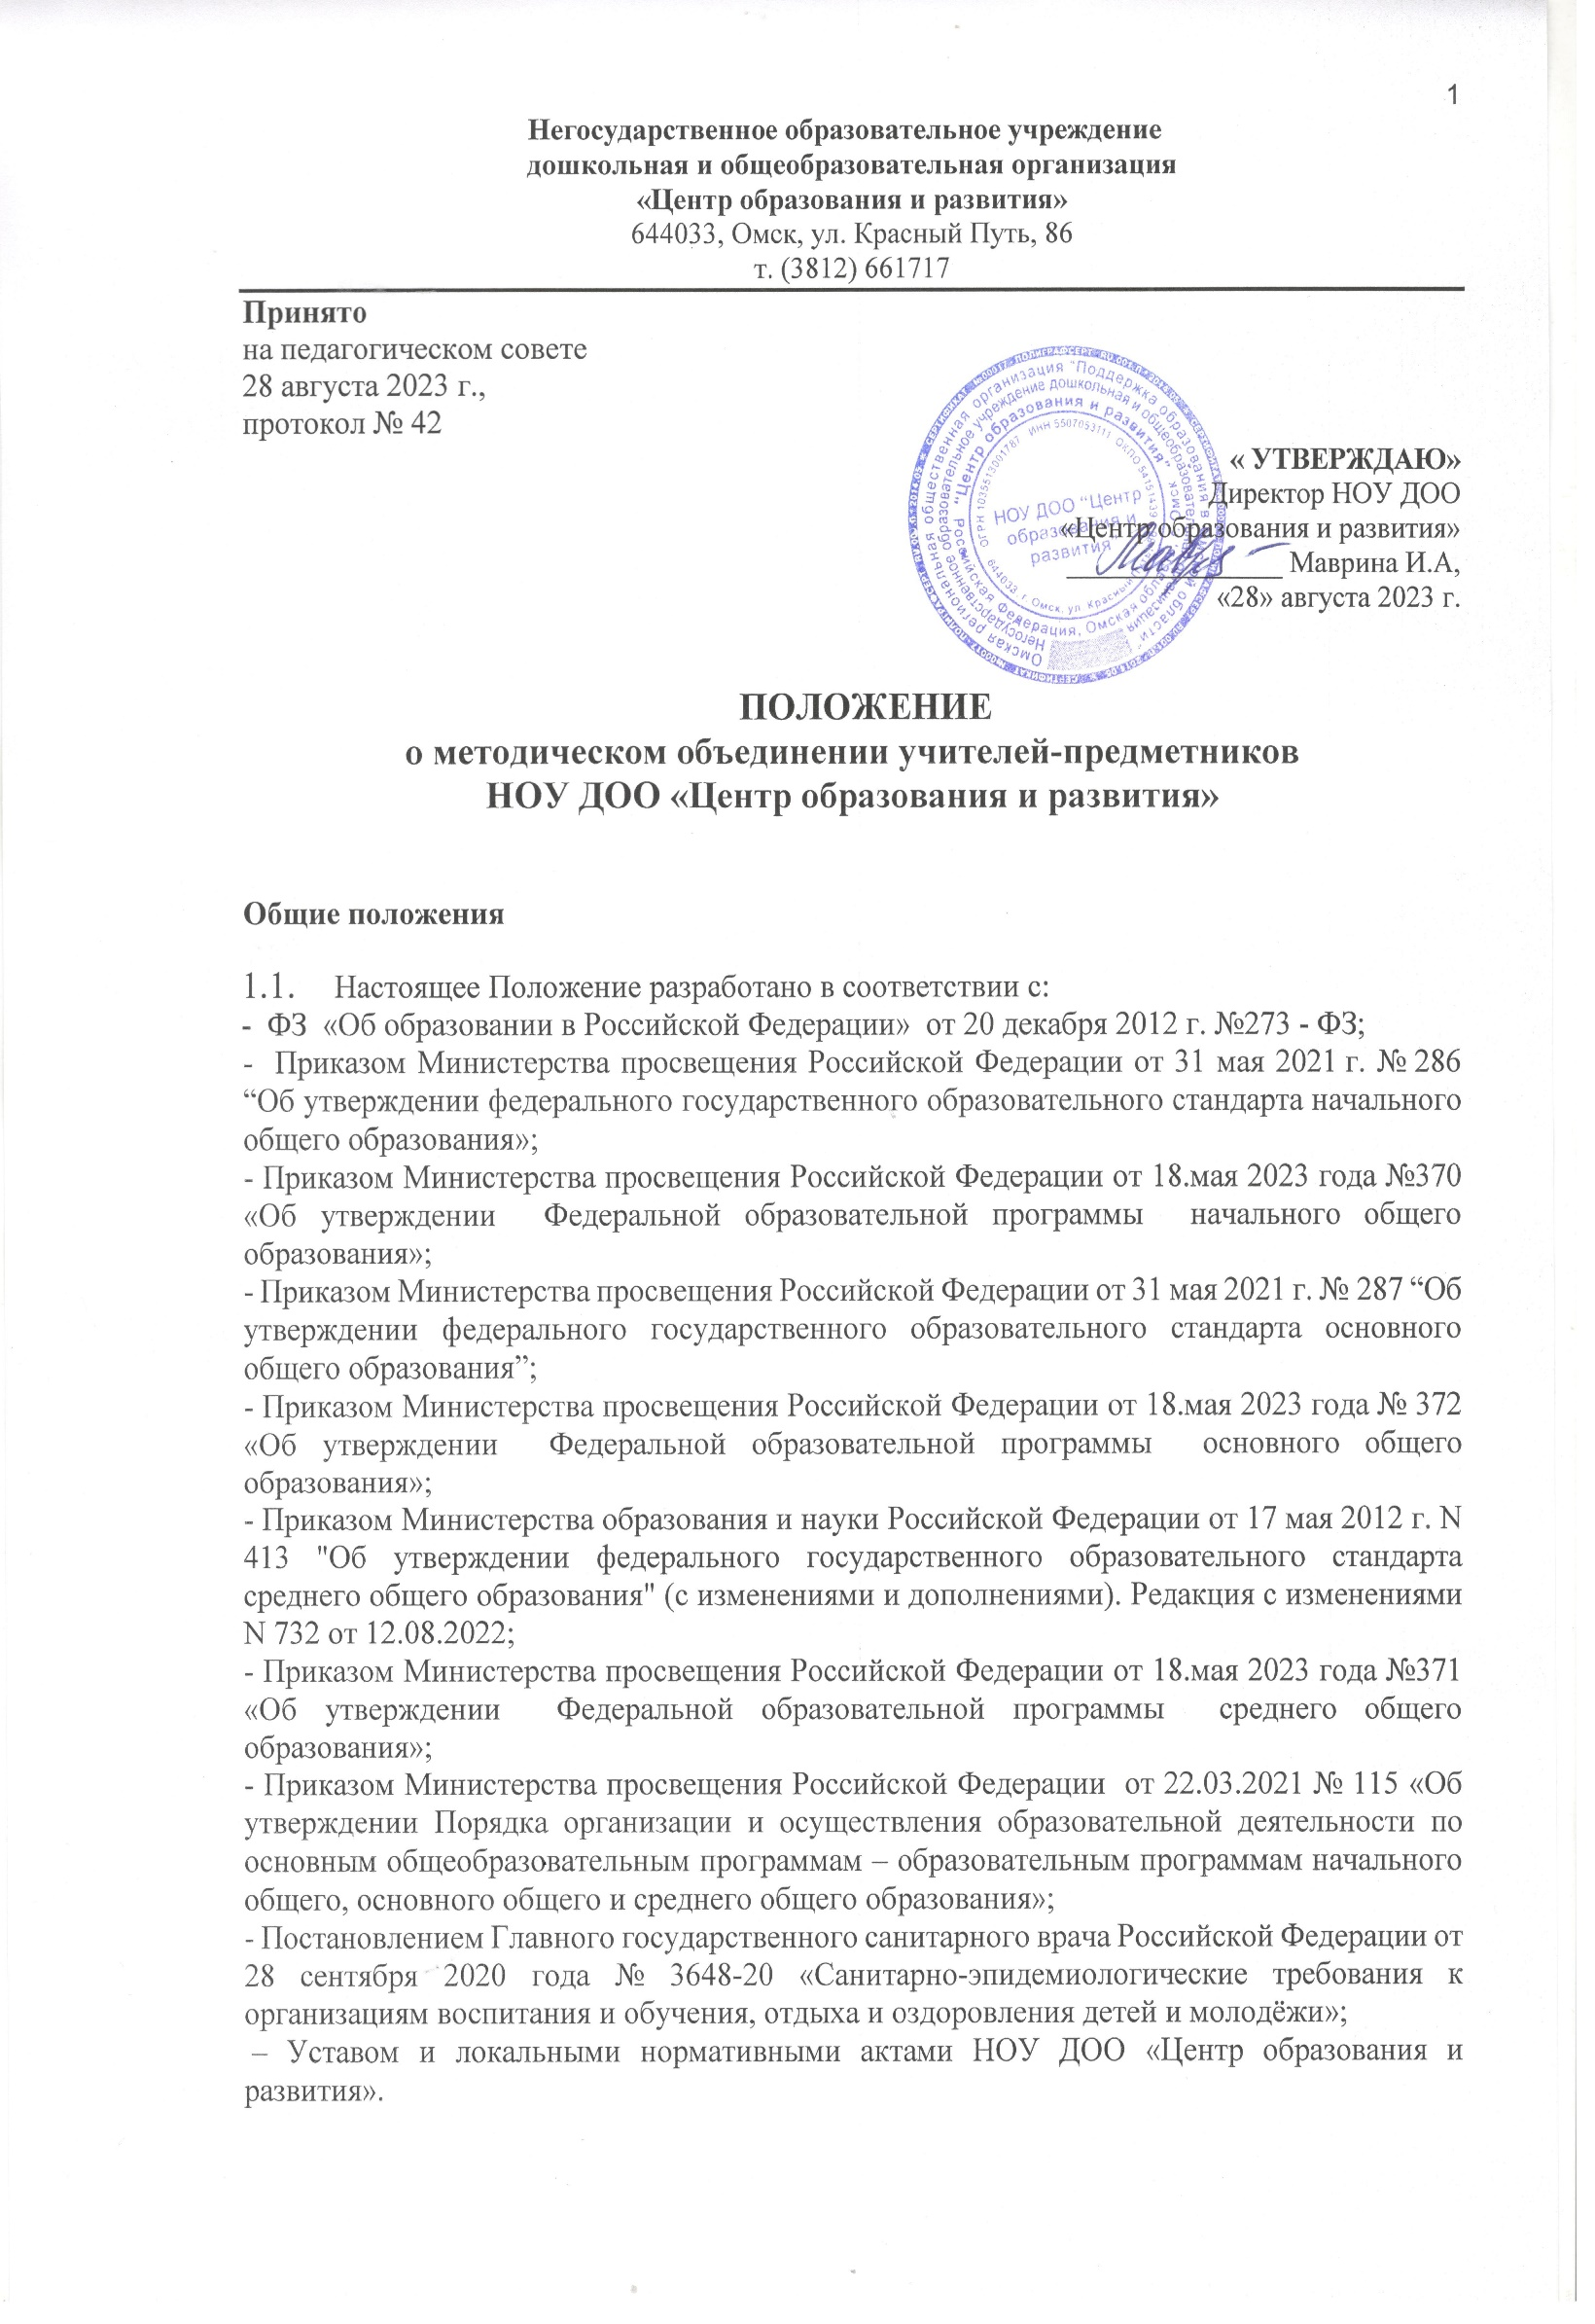 1
Негосударственное образовательное учреждение
дошкольная и общеобразовательная организация
«Центр образования и развития»
644033, Омск, ул. Красный Путь, 86
т. (3812) 661717
Принято
на педагогическом совете
28 августа 2023 г.,
протокол № 42
« УТВЕРЖДАЮ»
Директор НОУ ДОО
«Центр образования и развития»
Маврина И.А,
«28» августа 2023 г.
НОУ ДОО "Центр
образования и
развития"
ПОЛОЖЕНИЕ
о методическом объединении учителей-предметников
НОУ ДОО «Центр образования и развития»
Общие положения
1.1. Настоящее Положение разработано в соответствии с:
- ФЗ «Об образовании в Российской Федерации» от 20 декабря 2012 г. №273 - ФЗ;
- Приказом Министерства просвещения Российской Федерации от 31 мая 2021 г. № 286
“Об утверждении федерального государственного образовательного стандарта начального
общего образования»;
- Приказом Министерства просвещения Российской Федерации от 18.мая 2023 года №370
«Об утверждении Федеральной образовательной программы начального общего
образования»;
- Приказом Министерства просвещения Российской Федерации от 31 мая 2021 г. № 287 “Об
утверждении федерального государственного образовательного стандарта основного
общего образования”;
- Приказом Министерства просвещения Российской Федерации от 18.мая 2023 года № 372
«Об утверждении Федеральной образовательной программы основного общего
образования»;
- Приказом Министерства образования и науки Российской Федерации от 17 мая 2012 г. N
413 "Об утверждении федерального государственного образовательного стандарта
среднего общего образования" (с изменениями и дополнениями). Редакция с изменениями
N 732 от 12.08.2022;
- Приказом Министерства просвещения Российской Федерации от 18.мая 2023 года №371
«Об утверждении Федеральной образовательной программы среднего общего
образования»;
- Приказом Министерства просвещения Российской Федерации от 22.03.2021 № 115 «Об
утверждении Порядка организации и осуществления образовательной деятельности по
основным общеобразовательным программам – образовательным программам начального
общего, основного общего и среднего общего образования»;
- Постановлением Главного государственного санитарного врача Российской Федерации от
28 сентября 2020 года № 3648-20 «Санитарно-эпидемиологические требования к
организациям воспитания и обучения, отдыха и оздоровления детей и молодёжи»;
– Уставом и локальными нормативными актами НОУ ДОО «Центр образования и
развития».